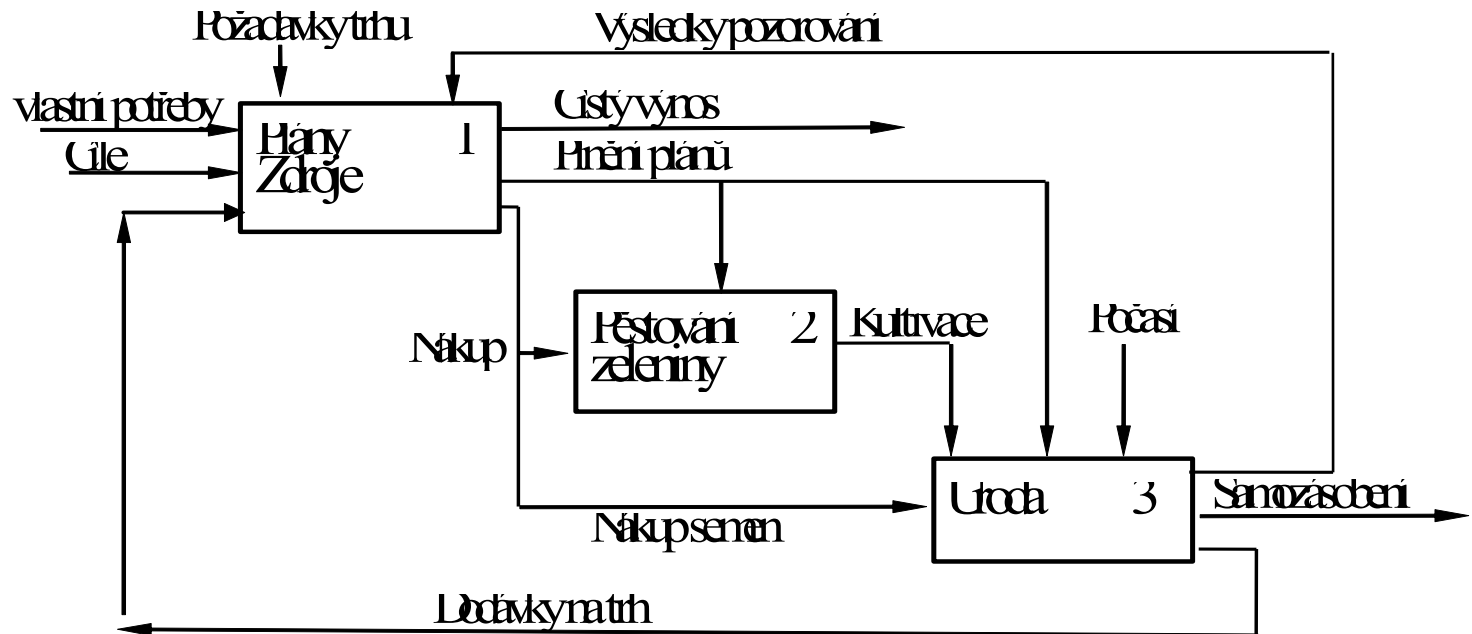 Požadavky trhu
Výsledky pozorování
vlastní potřeby
Cíle
Plány 1
Zdroje
Čistý výnos
Plnění plánů
Nákup
Pěstování 2
zeleniny
Kultivace
Počasí
Úroda 3
Samozásobení
Nákup semen
Dodávky na trh